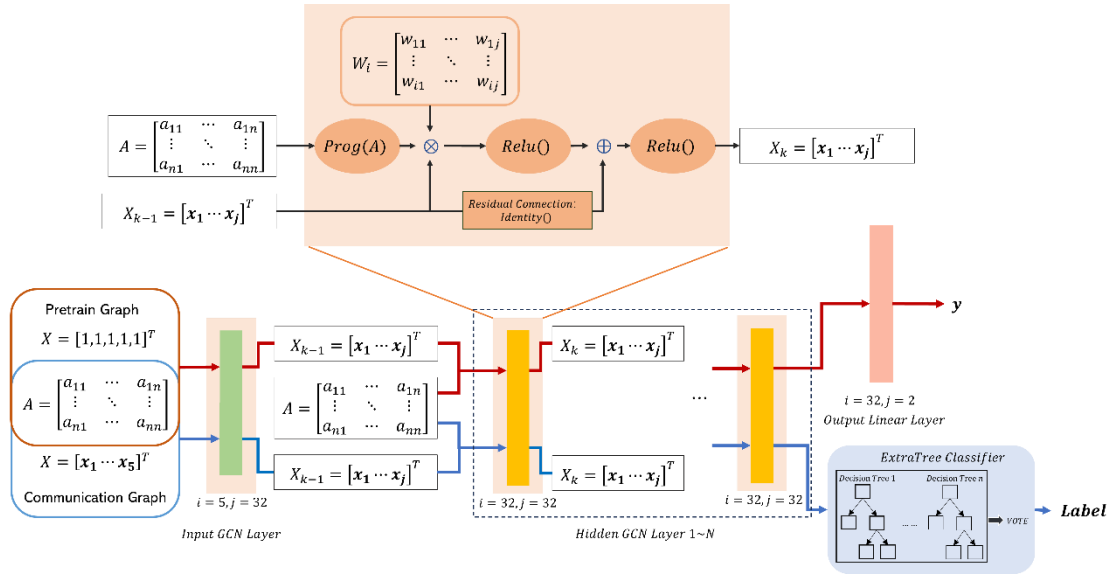 W_i = [w_11 ⋯ w_1j
⋮ ⋱ ⋮
w_i1 ⋯ w_ij]
A = [a_11 ⋯ a_1n
⋮ ⋱ ⋮
a_n1 ⋯ a_nn]
Prog(A)
⊗
Relu()
⊕
Relu()
X_k = [x_1 ⋯ x_j]^T
X_{k-1} = [x_1 ⋯ x_j]^T
Residual Connection:
Identity()
Pretrain Graph
X = [1,1,1,1,1]^T
A = [a_11 ⋯ a_1n
⋮ ⋱ ⋮
a_n1 ⋯ a_nn]
X = [x_1 ⋯ x_5]^T
Communication Graph
i = 5, j = 32
Input GCN Layer
X_{k-1} = [x_1 ⋯ x_j]^T
A = [a_11 ⋯ a_1n
⋮ ⋱ ⋮
a_n1 ⋯ a_nn]
X_{k-1} = [x_1 ⋯ x_j]^T
i = 32, j = 32
X_k = [x_1 ⋯ x_j]^T
X_k = [x_1 ⋯ x_j]^T
...
i = 32, j = 32
Hidden GCN Layer 1~N
y
i = 32, j = 2
Output Linear Layer
ExtraTree Classifier
Decision Tree 1
Decision Tree n
... ...
VOTE
Label